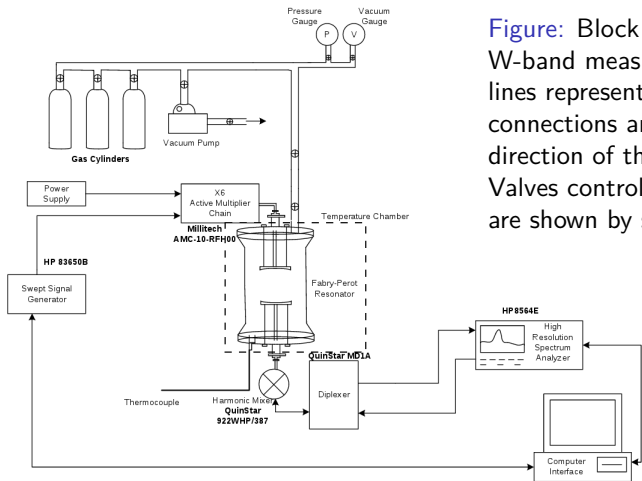 Pressure
Gauge
Vacuum
Gauge
P
V
Figure: Block
W-band meas
lines represent
connections ar
direction of th
Valves control
are shown by
Vacuum Pump
Gas Cylinders
Power
Supply
X6
Active Multiplier
Chain
Millitech
AMC-10-RFH00
Temperature Chamber
HP 83650B
Swept Signal
Generator
Fabry-Perot
Resonator
HP8564E
High
Resolution
Spectrum
Analyzer
QuinStar MD1A
Diplexer
Thermocouple
Harmonic Mixer
QuinStar
922WHP/387
Computer
Interface